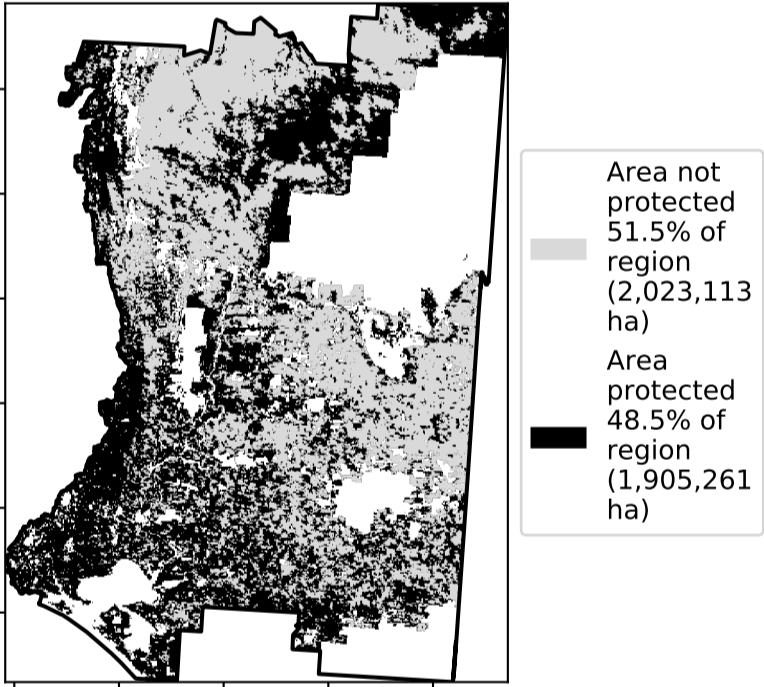 Area not
protected
51.5% of
region
(2,023,113
ha)
Area
protected
48.5% of
region
(1,905,261
ha)